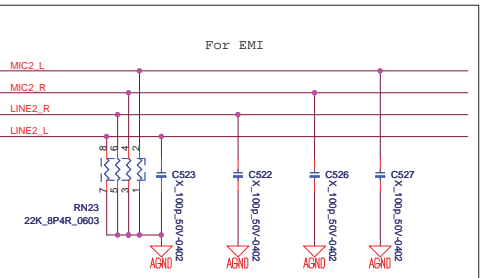 For EMI
MIC2_L
MIC2_R
LINE2_R
LINE2_L
8 6 4 2
7 5 3 1
RN23
22K_8P4R_0603
C523
X_100p_50V-0402
C522
X_100p_50V-0402
C526
X_100p_50V-0402
C527
X_100p_50V-0402
AGND
AGND
AGND
AGND